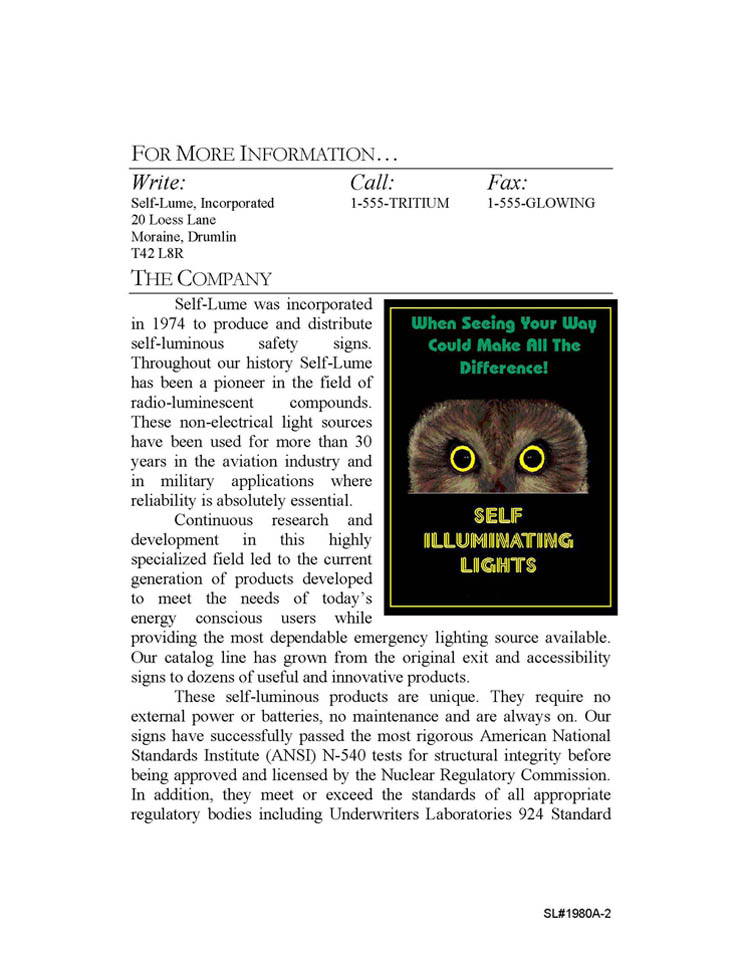 FOR MORE INFORMATION…
Write: Call: Fax:
Self-Lume, Incorporated 1-555-TRITIUM 1-555-GLOWING
20 Loess Lane
Moraine, Drumlin
T42 L8R
THE COMPANY
Self-Lume was incorporated
in 1974 to produce and distribute
self-luminous safety signs.
Throughout our history Self-Lume
has been a pioneer in the field of
radio-luminescent compounds.
These non-electrical light sources
have been used for more than 30
years in the aviation industry and
in military applications where
reliability is absolutely essential.
Continuous research and
development in this highly
specialized field led to the current
generation of products developed
to meet the needs of today’s
energy conscious users while
When Seeing Your Way
Could Make All The
Difference!
SELF
ILLUMINATING
LIGHTS
providing the most dependable emergency lighting source available.
Our catalog line has grown from the original exit and accessibility
signs to dozens of useful and innovative products.
These self-luminous products are unique. They require no
external power or batteries, no maintenance and are always on. Our
signs have successfully passed the most rigorous American National
Standards Institute (ANSI) N-540 tests for structural integrity before
being approved and licensed by the Nuclear Regulatory Commission.
In addition, they meet or exceed the standards of all appropriate
regulatory bodies including Underwriters Laboratories 924 Standard
SL#1980A-2